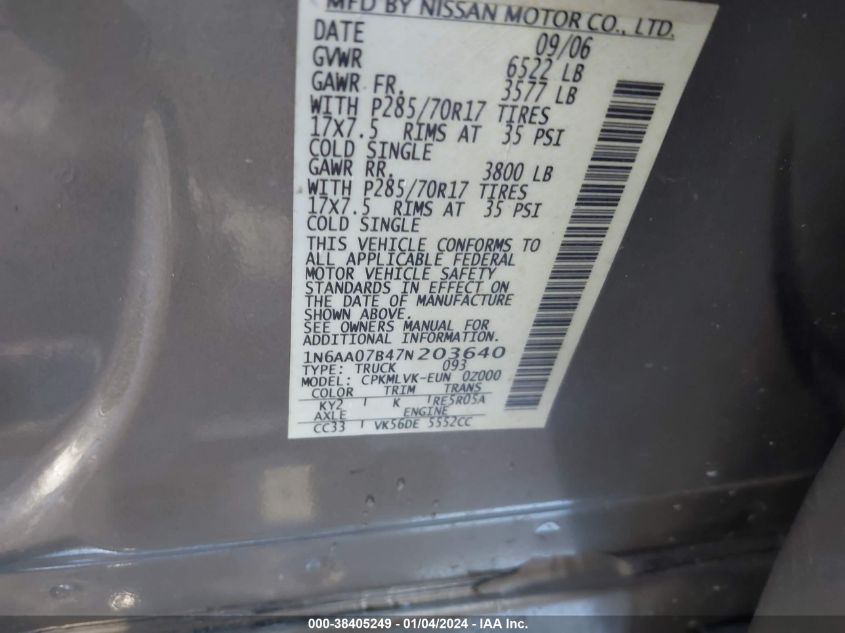 MFD BY NISSAN MOTOR CO., LTD.
DATE 09/06
GVWR 6522 LB
GAWR FR. 3577 LB
WITH P285/70R17 TIRES
17X7.5 RIMS AT 35 PSI
COLD SINGLE
GAWR RR. 3800 LB
WITH P285/70R17 TIRES
17X7.5 RIMS AT 35 PSI
COLD SINGLE
THIS VEHICLE CONFORMS TO
ALL APPLICABLE FEDERAL
MOTOR VEHICLE SAFETY
STANDARDS IN EFFECT ON
THE DATE OF MANUFACTURE
SHOWN ABOVE.
SEE OWNERS MANUAL FOR
ADDITIONAL INFORMATION
1N6AA07B47N203640
TYPE: TRUCK 093
MODEL: CPKMLVK-EUN 0Z000
COLOR TRIM TRANS
KY2 K RE5R05A
AXLE ENGINE
CC33 VK56DE 5552CC
000-38405249 - 01/04/2024 - IAA Inc.